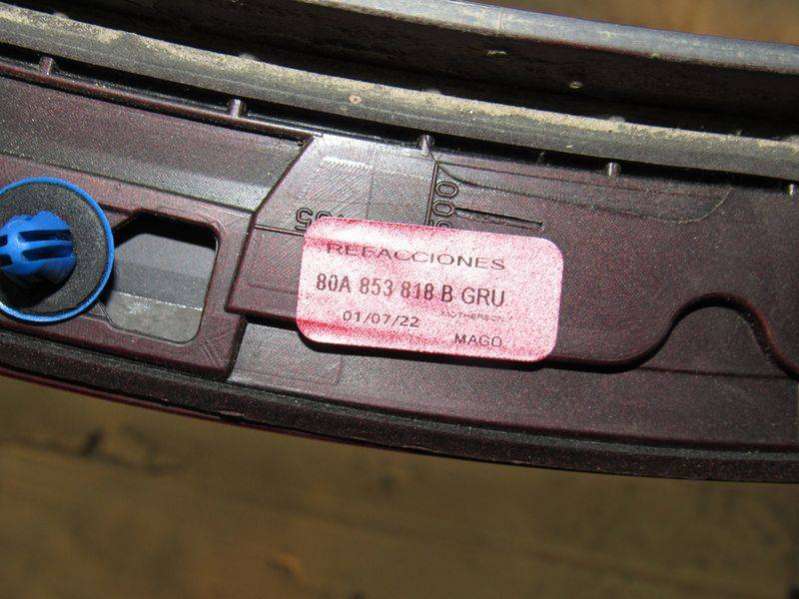 REFACCIONES
80A 853 818 B GRU
01/07/22
MAGO